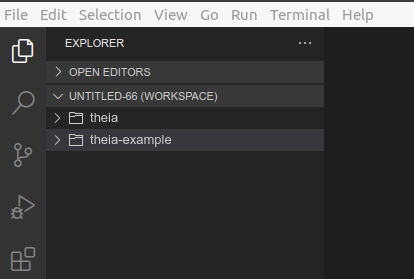 File Edit Selection View Go Run Terminal Help
EXPLORER ...
OPEN EDITORS
UNTITLED-66 (WORKSPACE)
theia
theia-example